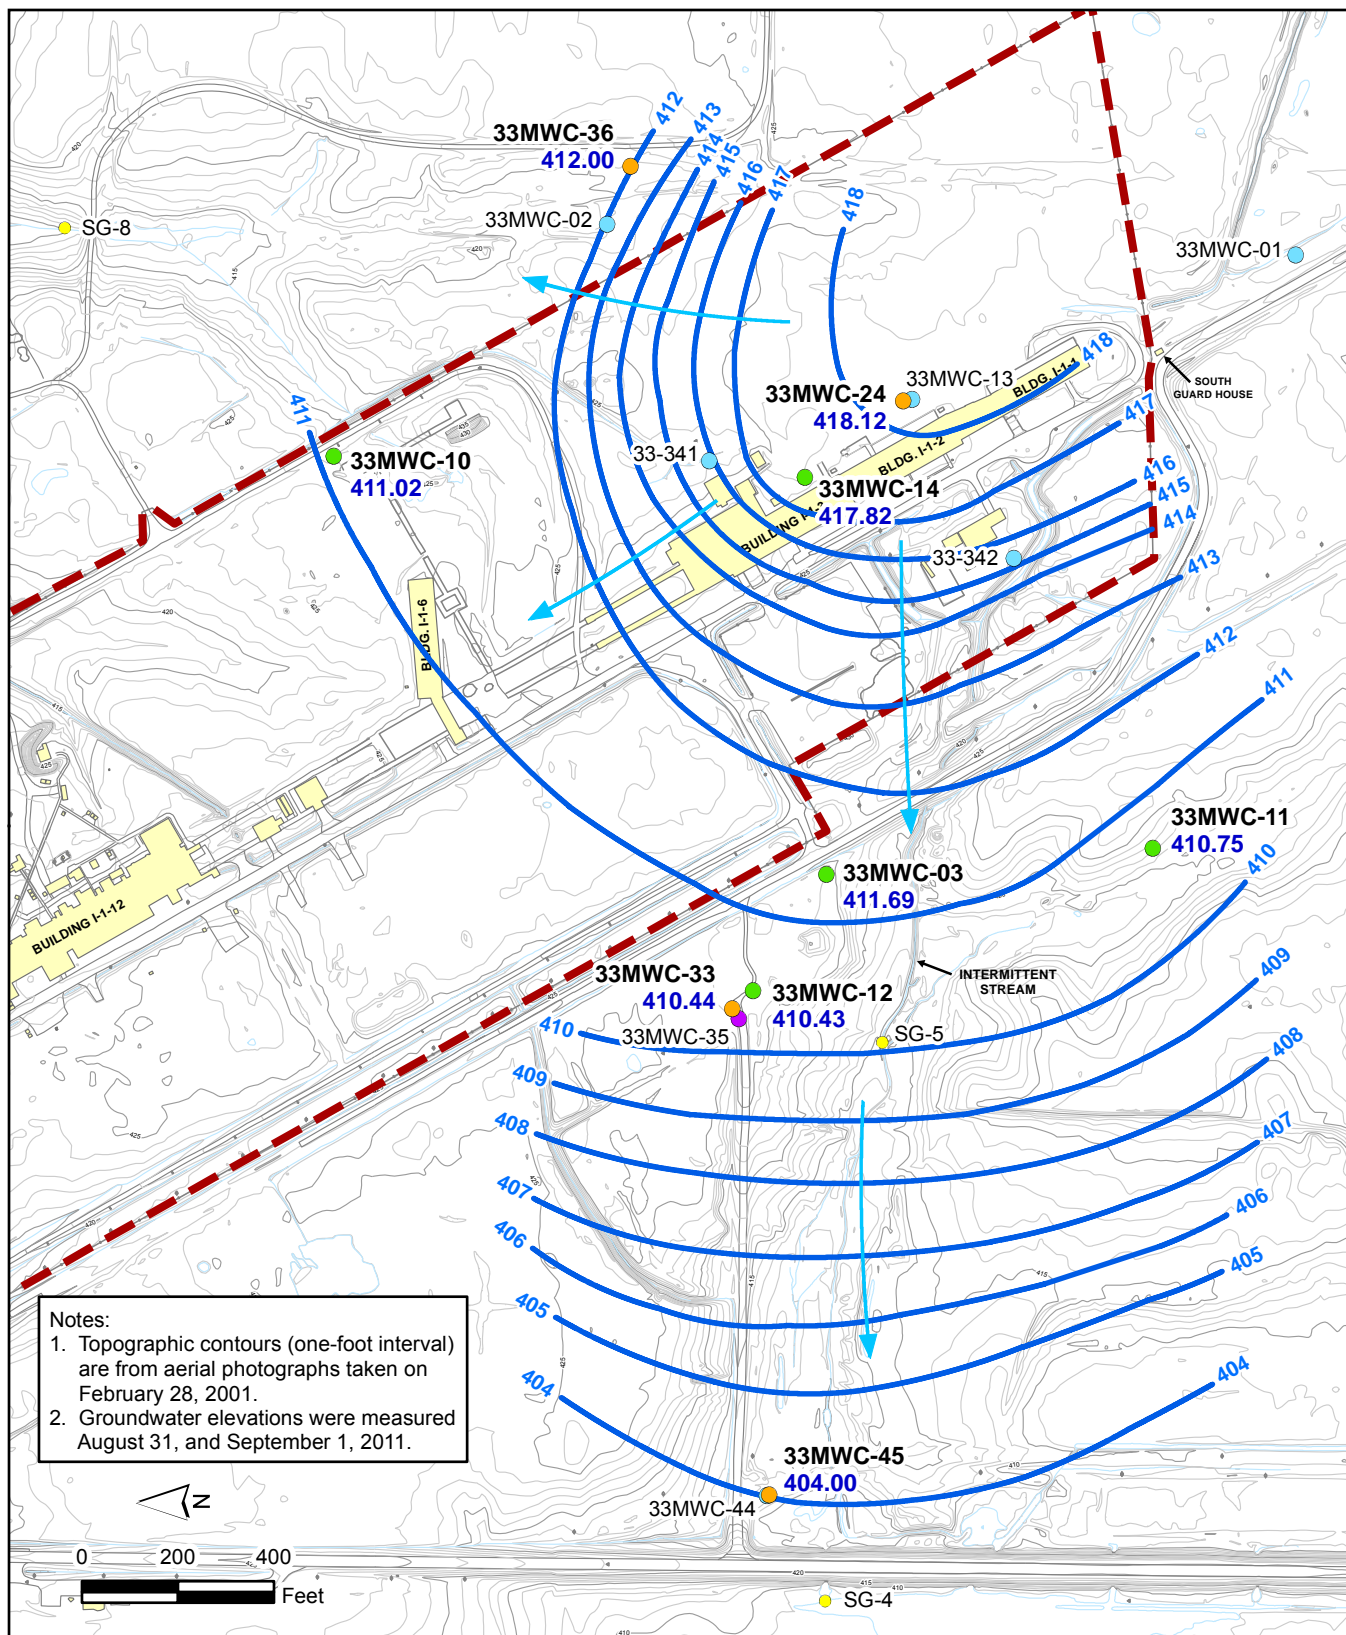 412
413
414
415
416
417
418
33MWC-36
412.00
33MWC-02
SG-8
33MWC-01
SOUTH
GUARD HOUSE
BLDG. I-1-1
418
33MWC-13
33MWC-24
418.12
417
BLDG. I-1-2
411
33MWC-10
411.02
33-341
33MWC-14
417.82
416
415
414
BUILDING I-1-3
33-342
413
BLDG. I-1-6
412
411
33MWC-11
410.75
33MWC-03
411.69
410
BUILDING I-1-12
INTERMITTENT
STREAM
33MWC-33
410.44
33MWC-12
410.43
409
410
33MWC-35
SG-5
409
408
408
407
407
406
406
405
405
404
404
Notes:
1. Topographic contours (one-foot interval)
are from aerial photographs taken on
February 28, 2001.
2. Groundwater elevations were measured
August 31, and September 1, 2011.
33MWC-45
404.00
33MWC-44
N
0 200 400
Feet
SG-4